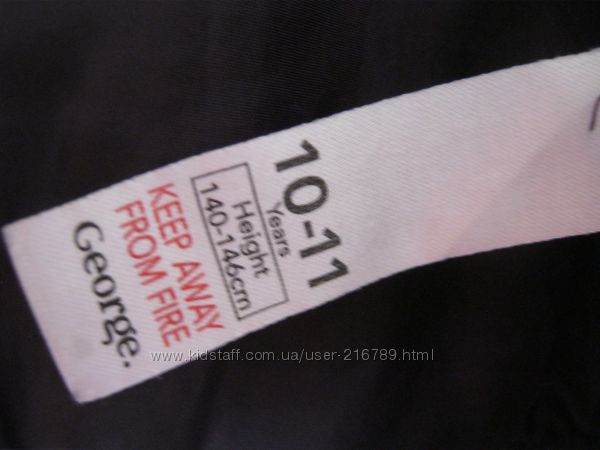 10-11
Years
Height
140-146cm
KEEP AWAY
FROM FIRE
George.
www.kidstaff.com.ua/user-216789.html